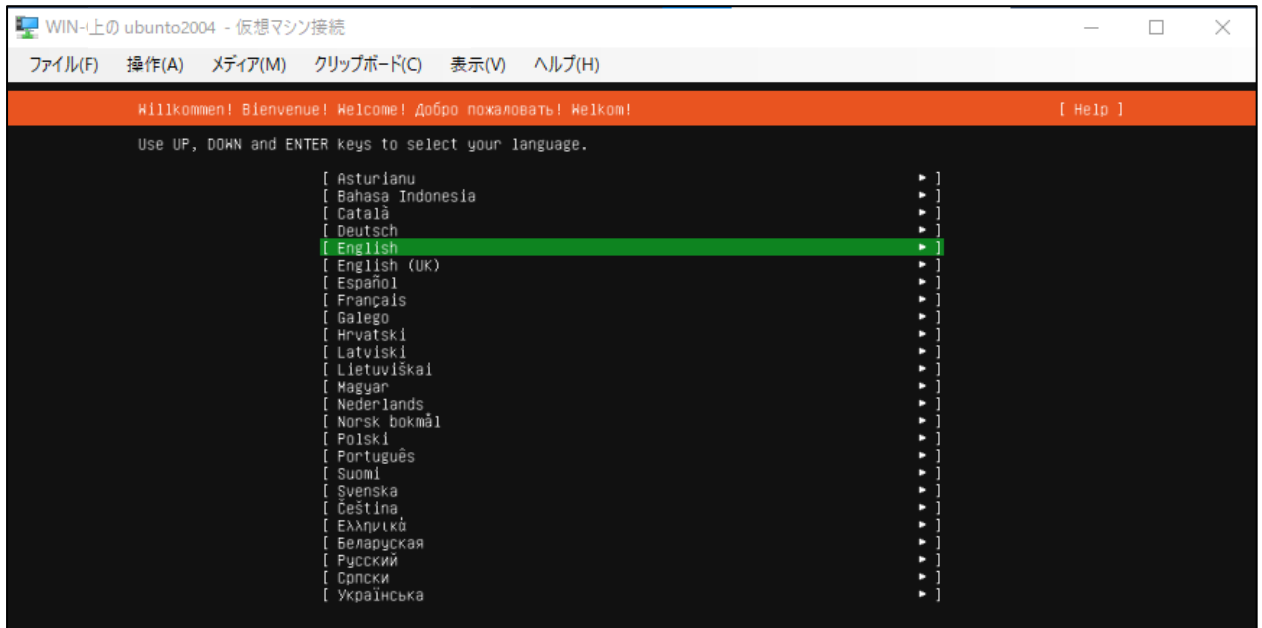 WIN-上の ubunto2004 - 仮想マシン接続
ファイル(F) 操作(A) メディア(M) クリップボード(C) 表示(V) ヘルプ(H)
Willkommen! Bienvenue! Welcome! Добро пожаловать! Welkom! [ Help ]
Use UP, DOWN and ENTER keys to select your language.
[ Asturianu ► ]
[ Bahasa Indonesia ► ]
[ Català ► ]
[ Deutsch ► ]
[ English ► ]
[ English (UK) ► ]
[ Español ► ]
[ Français ► ]
[ Galego ► ]
[ Hrvatski ► ]
[ Latviski ► ]
[ Lietuviškai ► ]
[ Magyar ► ]
[ Nederlands ► ]
[ Norsk bokmål ► ]
[ Polski ► ]
[ Português ► ]
[ Suomi ► ]
[ Svenska ► ]
[ Čeština ► ]
[ Ελληνικά ► ]
[ Беларуская ► ]
[ Русский ► ]
[ Српски ► ]
[ Українська ► ]